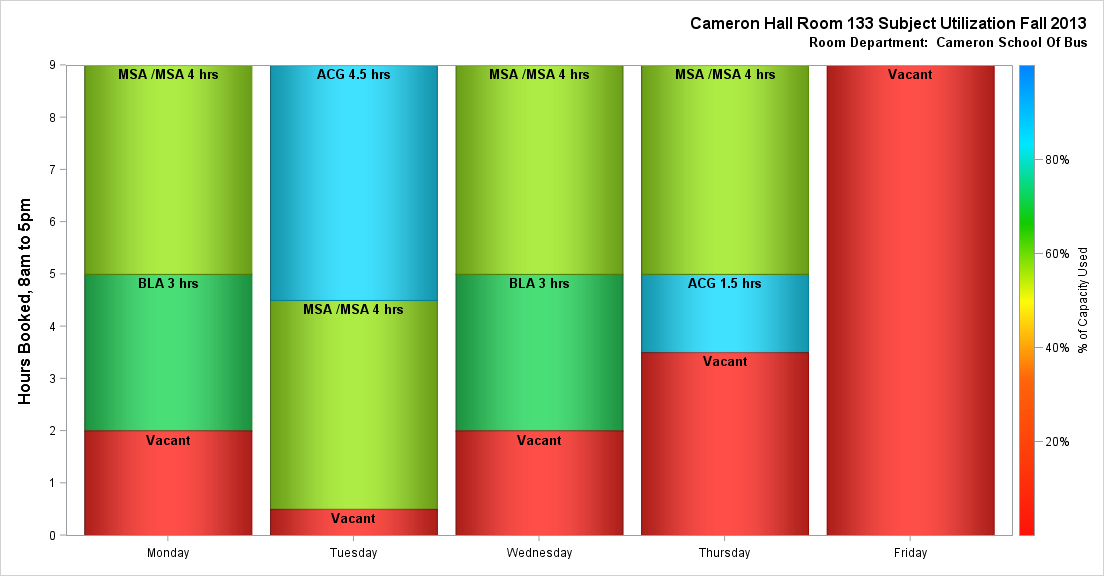 Cameron Hall Room 133 Subject Utilization Fall 2013
Room Department:  Cameron School Of Bus
Hours Booked, 8am to 5pm
9
8
7
6
5
4
3
2
1
0
MSA /MSA 4 hrs
BLA 3 hrs
Vacant
ACG 4.5 hrs
MSA /MSA 4 hrs
Vacant
MSA /MSA 4 hrs
BLA 3 hrs
Vacant
MSA /MSA 4 hrs
ACG 1.5 hrs
Vacant
Vacant
Monday
Tuesday
Wednesday
Thursday
Friday
80%
60%
40%
20%
% of Capacity Used